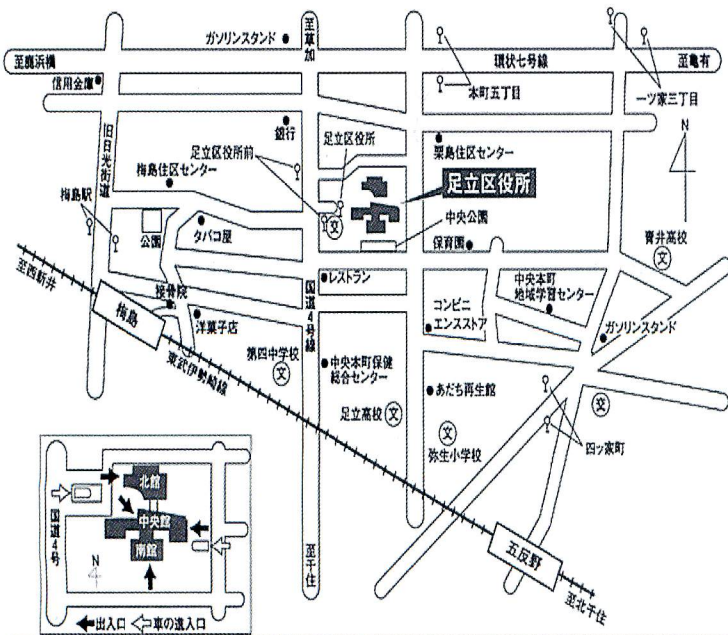 至草加
ガソリンスタンド
至鹿浜橋
環状七号線
至亀有
信用金庫
本町五丁目
一ツ家三丁目
旧日光街道
銀行
足立区役所前
足立区役所
栗島住区センター
N
梅島住区センター
足立区役所
梅島駅
公園
タバコ屋
交
中央公園
保育園
青井高校
文
至西新井
レストラン
接骨院
国道4号線
コンビニ
エンスストア
中央本町
地域学習センター
梅島
洋菓子店
ガソリンスタンド
東武伊勢崎線
第四中学校
文
中央本町保健
総合センター
あだち再生館
足立高校
文
交
文
弥生小学校
四ッ家町
北館
中央館
南館
国道4号
N
至千住
五反野
至北千住
出入口
車の進入口